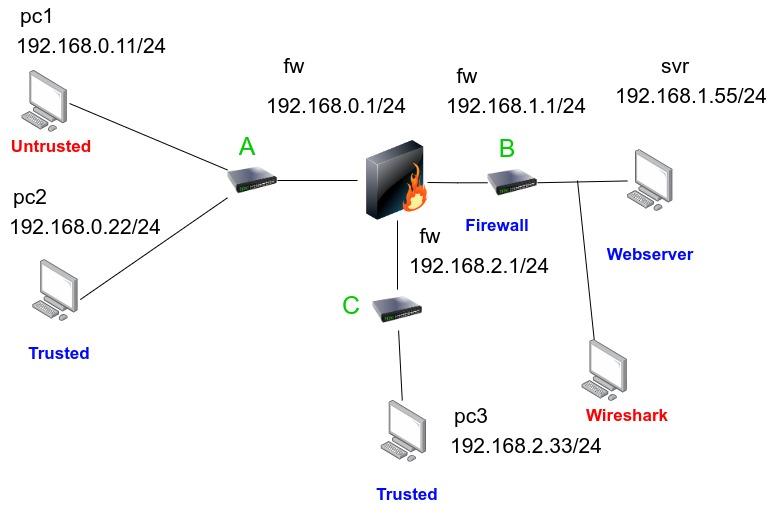 pc1
192.168.0.11/24
Untrusted
pc2
192.168.0.22/24
Trusted
A
fw
192.168.0.1/24
fw
192.168.1.1/24
B
Firewall
svr
192.168.1.55/24
Webserver
fw
192.168.2.1/24
C
Wireshark
pc3
192.168.2.33/24
Trusted